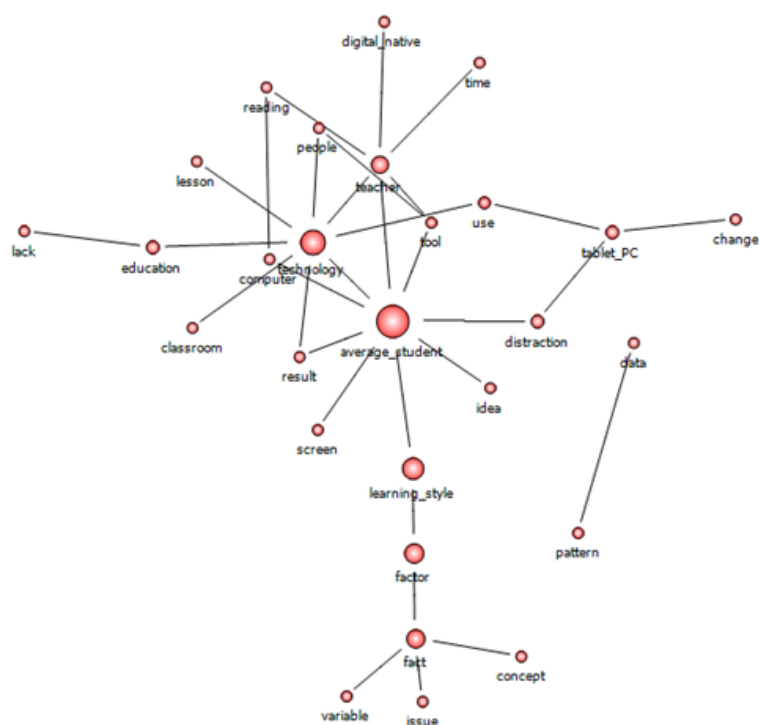 digital_native
time
reading
people
lesson
teacher
use
tool
change
lack
education
technology
tablet_PC
computer
classroom
average_student
distraction
data
result
idea
screen
learning_style
pattern
factor
fact
concept
variable
issue